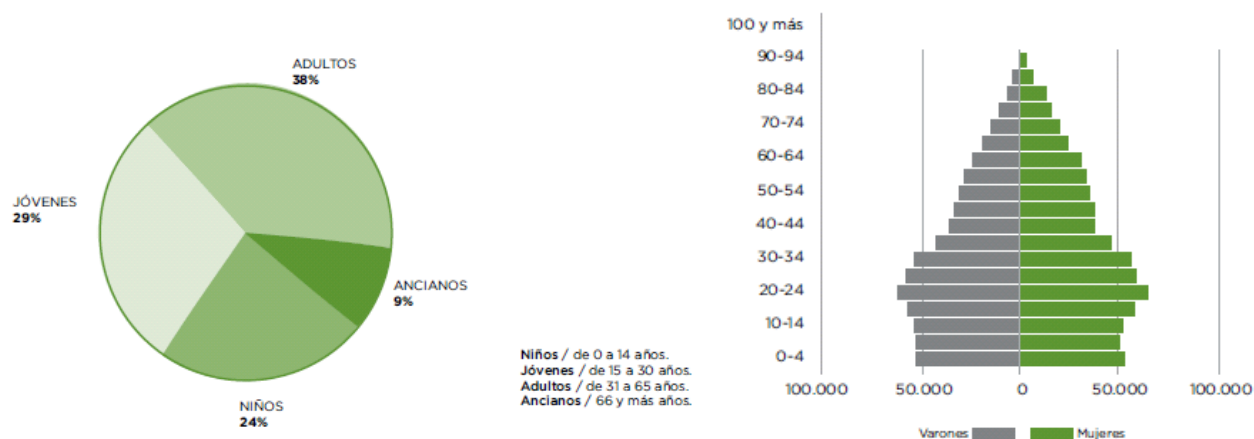 ADULTOS
38%
JÓVENES
29%
ANCIANOS
9%
NIÑOS
24%
Niños / de 0 a 14 años.
Jóvenes / de 15 a 30 años.
Adultos / de 31 a 65 años.
Ancianos / 66 y más años.
100 y más
90-94
80-84
70-74
60-64
50-54
40-44
30-34
20-24
10-14
0-4
100.000 50.000 0 50.000 100.000
Varones Mujeres